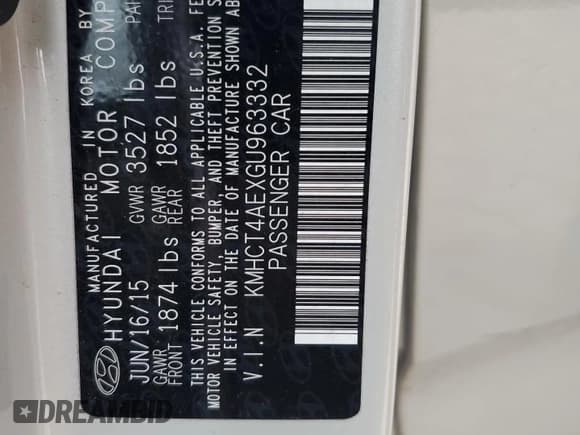 MANUFACTURED IN KOREA BY
HYUNDAI MOTOR COMP
JUN/16/15 GVWR 3527 lbs PA
GAWR FRONT 1874 lbs GAWR REAR 1852 lbs TRI
THIS VEHICLE CONFORMS TO ALL APPLICABLE U.S.A. FE
MOTOR VEHICLE SAFETY, BUMPER, AND THEFT PREVENTION S
IN EFFECT ON THE DATE OF MANUFACTURE SHOWN AB
V.I.N KMHCT4AEXGU963332
PASSENGER CAR
DREAMBID